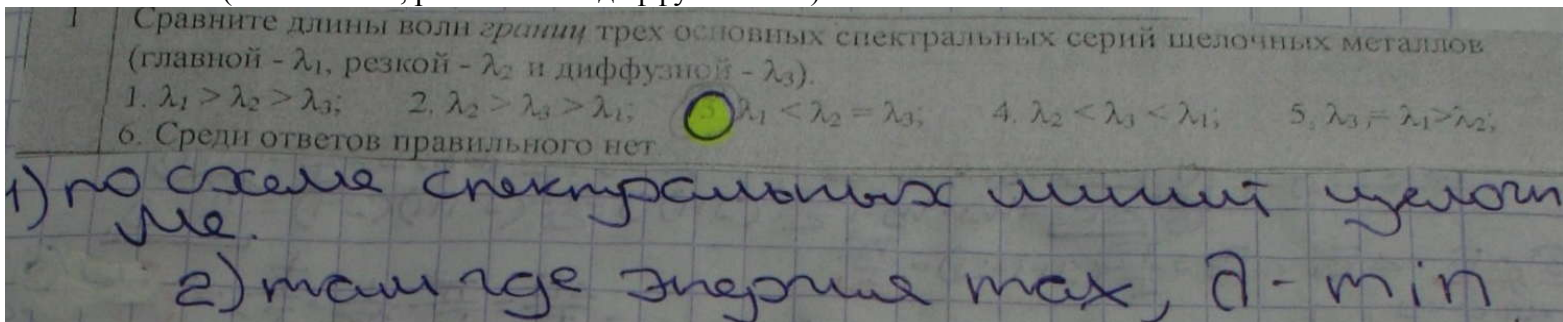 1 Сравните длины волн границ трех основных спектральных серий щелочных металлов
(главной - λ₁, резкой - λ₂ и диффузной - λ₃).
1. λ₁ > λ₂ > λ₃; 2. λ₂ > λ₃ > λ₁; 3. λ₁ < λ₂ = λ₃; 4. λ₂ < λ₃ < λ₁; 5. λ₃ = λ₁ > λ₂;
6. Среди ответов правильного нет.
1) по схеме спектральных линий щелочн
ме.
2) там где энергия max, λ - min